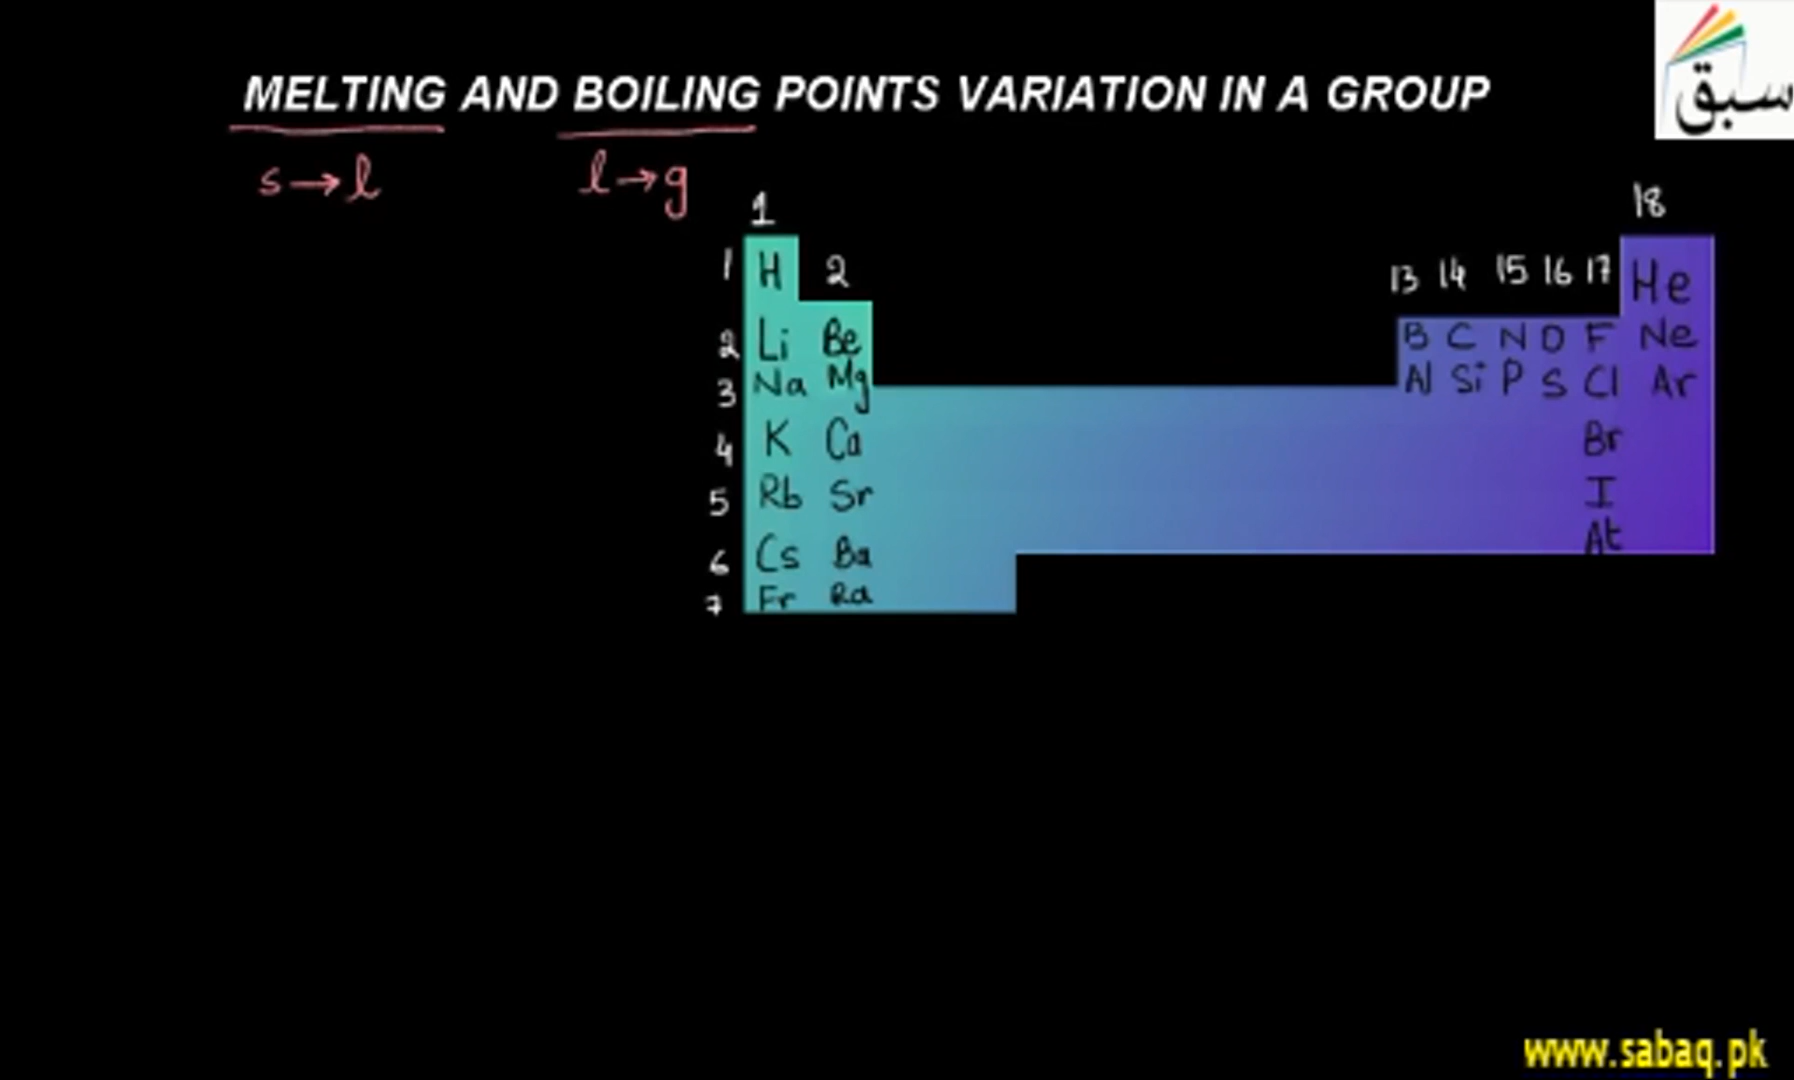 سبق
MELTING AND BOILING POINTS VARIATION IN A GROUP
s→l l→g
1 18
1 H 2 13 14 15 16 17 He
2 Li Be B C N O F Ne
3 Na Mg Al Si P S Cl Ar
4 K Ca Br
5 Rb Sr I
6 Cs Ba At
7 Fr Ra
www.sabaq.pk